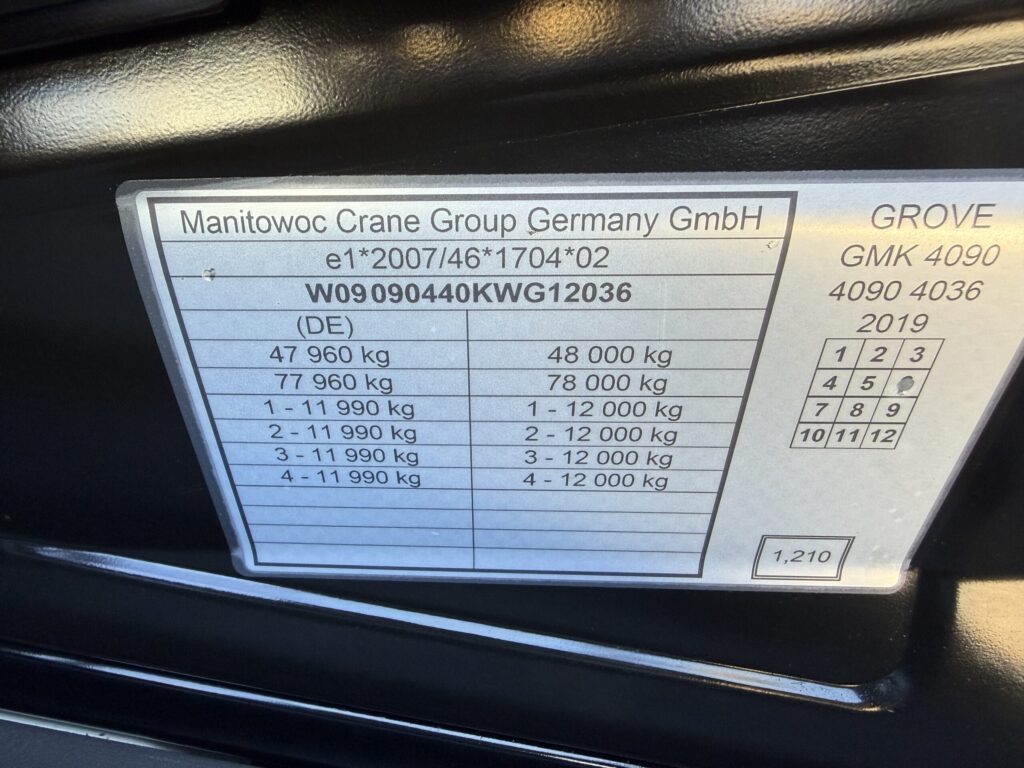 Manitowoc Crane Group Germany GmbH
e1*2007/46*1704*02
W09090440KWG12036
(DE)
47 960 kg 48 000 kg
77 960 kg 78 000 kg
1 - 11 990 kg 1 - 12 000 kg
2 - 11 990 kg 2 - 12 000 kg
3 - 11 990 kg 3 - 12 000 kg
4 - 11 990 kg 4 - 12 000 kg
GROVE
GMK 4090
4090 4036
2019
1 2 3
4 5
7 8 9
10 11 12
1,210